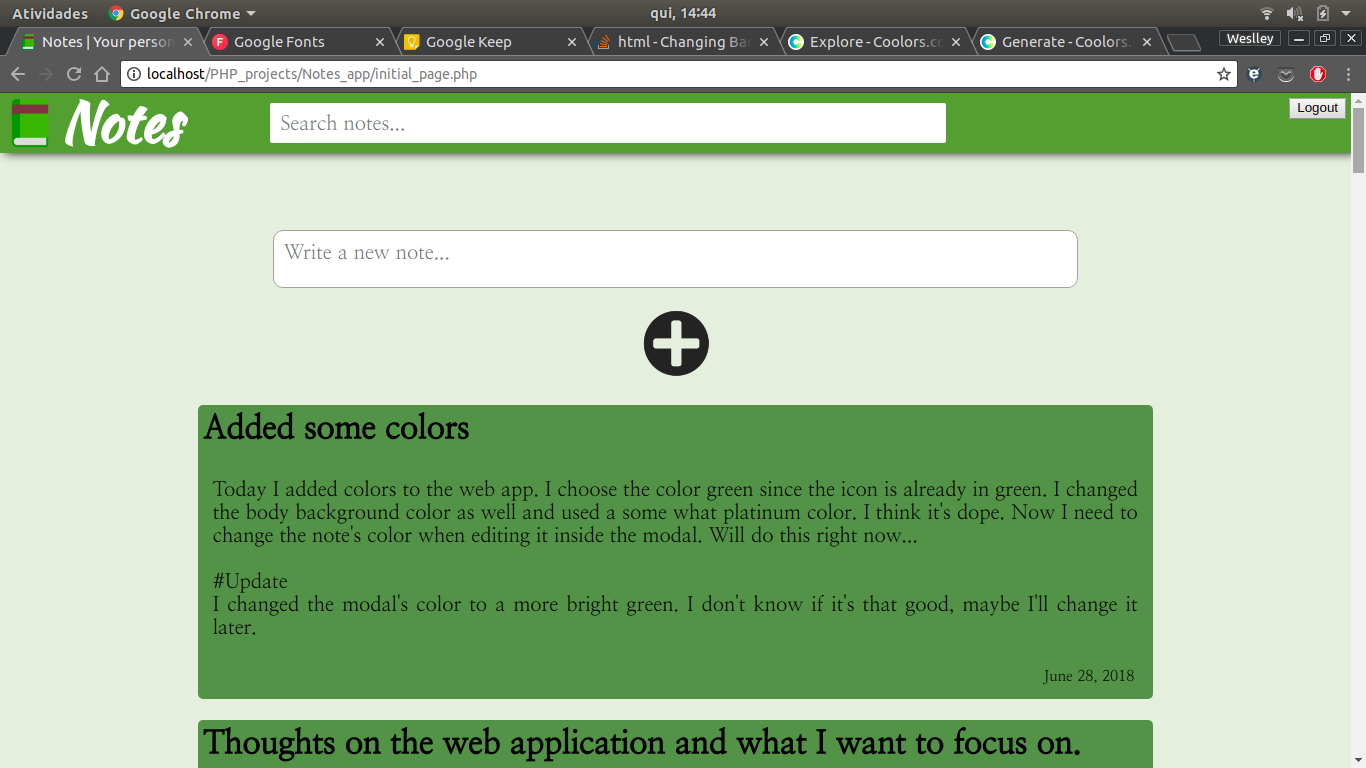 Atividades
Google Chrome
qui, 14:44
Notes | Your person
Google Fonts
Google Keep
html - Changing Ba
Explore - Coolors.co
Generate - Coolors.
Weslley
localhost/PHP_projects/Notes_app/initial_page.php
Notes
Search notes...
Logout
Write a new note...
Added some colors
Today I added colors to the web app. I choose the color green since the icon is already in green. I changed
the body background color as well and used a some what platinum color. I think it's dope. Now I need to
change the note's color when editing it inside the modal. Will do this right now...
#Update
I changed the modal's color to a more bright green. I don't know if it's that good, maybe I'll change it
later.
June 28, 2018
Thoughts on the web application and what I want to focus on.